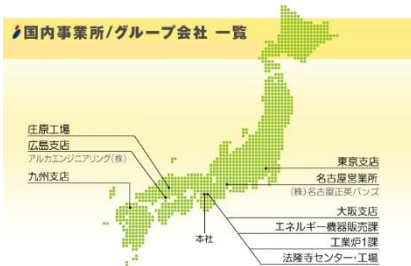 国内事業所/グループ会社 一覧
庄原工場
広島支店
アルカエンジニアリング(株)
九州支店
本社
東京支店
名古屋営業所
(株)名古屋正英バンズ
大阪支店
エネルギー機器販売課
工業炉1課
法隆寺センター・工場